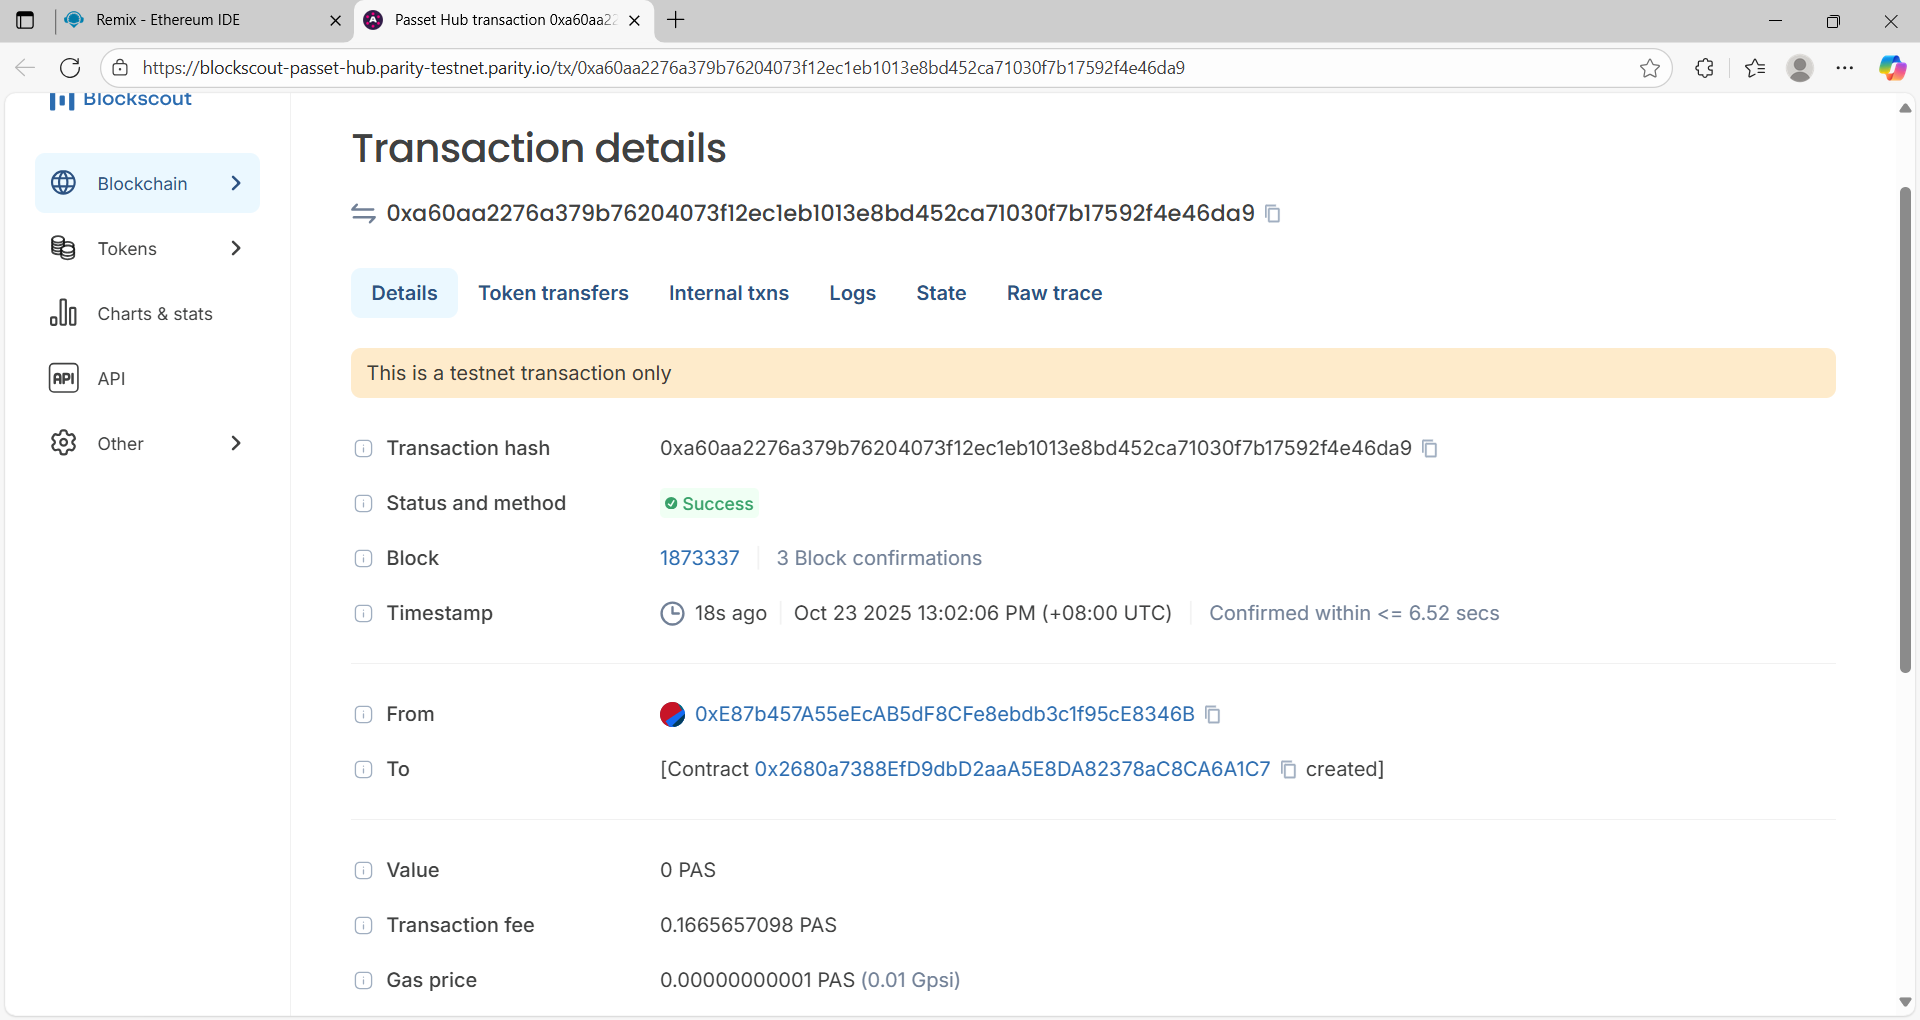 Remix - Ethereum IDE
Passet Hub transaction 0xa60aa22
https://blockscout-passet-hub.parity-testnet.parity.io/tx/0xa60aa2276a379b76204073f12ec1eb1013e8bd452ca71030f7b17592f4e46da9
Blockscout
Blockchain
Tokens
Charts & stats
API
API
Other
Transaction details
0xa60aa2276a379b76204073f12ec1eb1013e8bd452ca71030f7b17592f4e46da9
Details Token transfers Internal txns Logs State Raw trace
This is a testnet transaction only
Transaction hash 0xa60aa2276a379b76204073f12ec1eb1013e8bd452ca71030f7b17592f4e46da9
Status and method Success
Block 1873337 3 Block confirmations
Timestamp 18s ago Oct 23 2025 13:02:06 PM (+08:00 UTC) Confirmed within <= 6.52 secs
From 0xE87b457A55eEcAB5dF8CFe8ebdb3c1f95cE8346B
To [Contract 0x2680a7388EfD9dbD2aaA5E8DA82378aC8CA6A1C7 created]
Value 0 PAS
Transaction fee 0.1665657098 PAS
Gas price 0.00000000001 PAS (0.01 Gpsi)